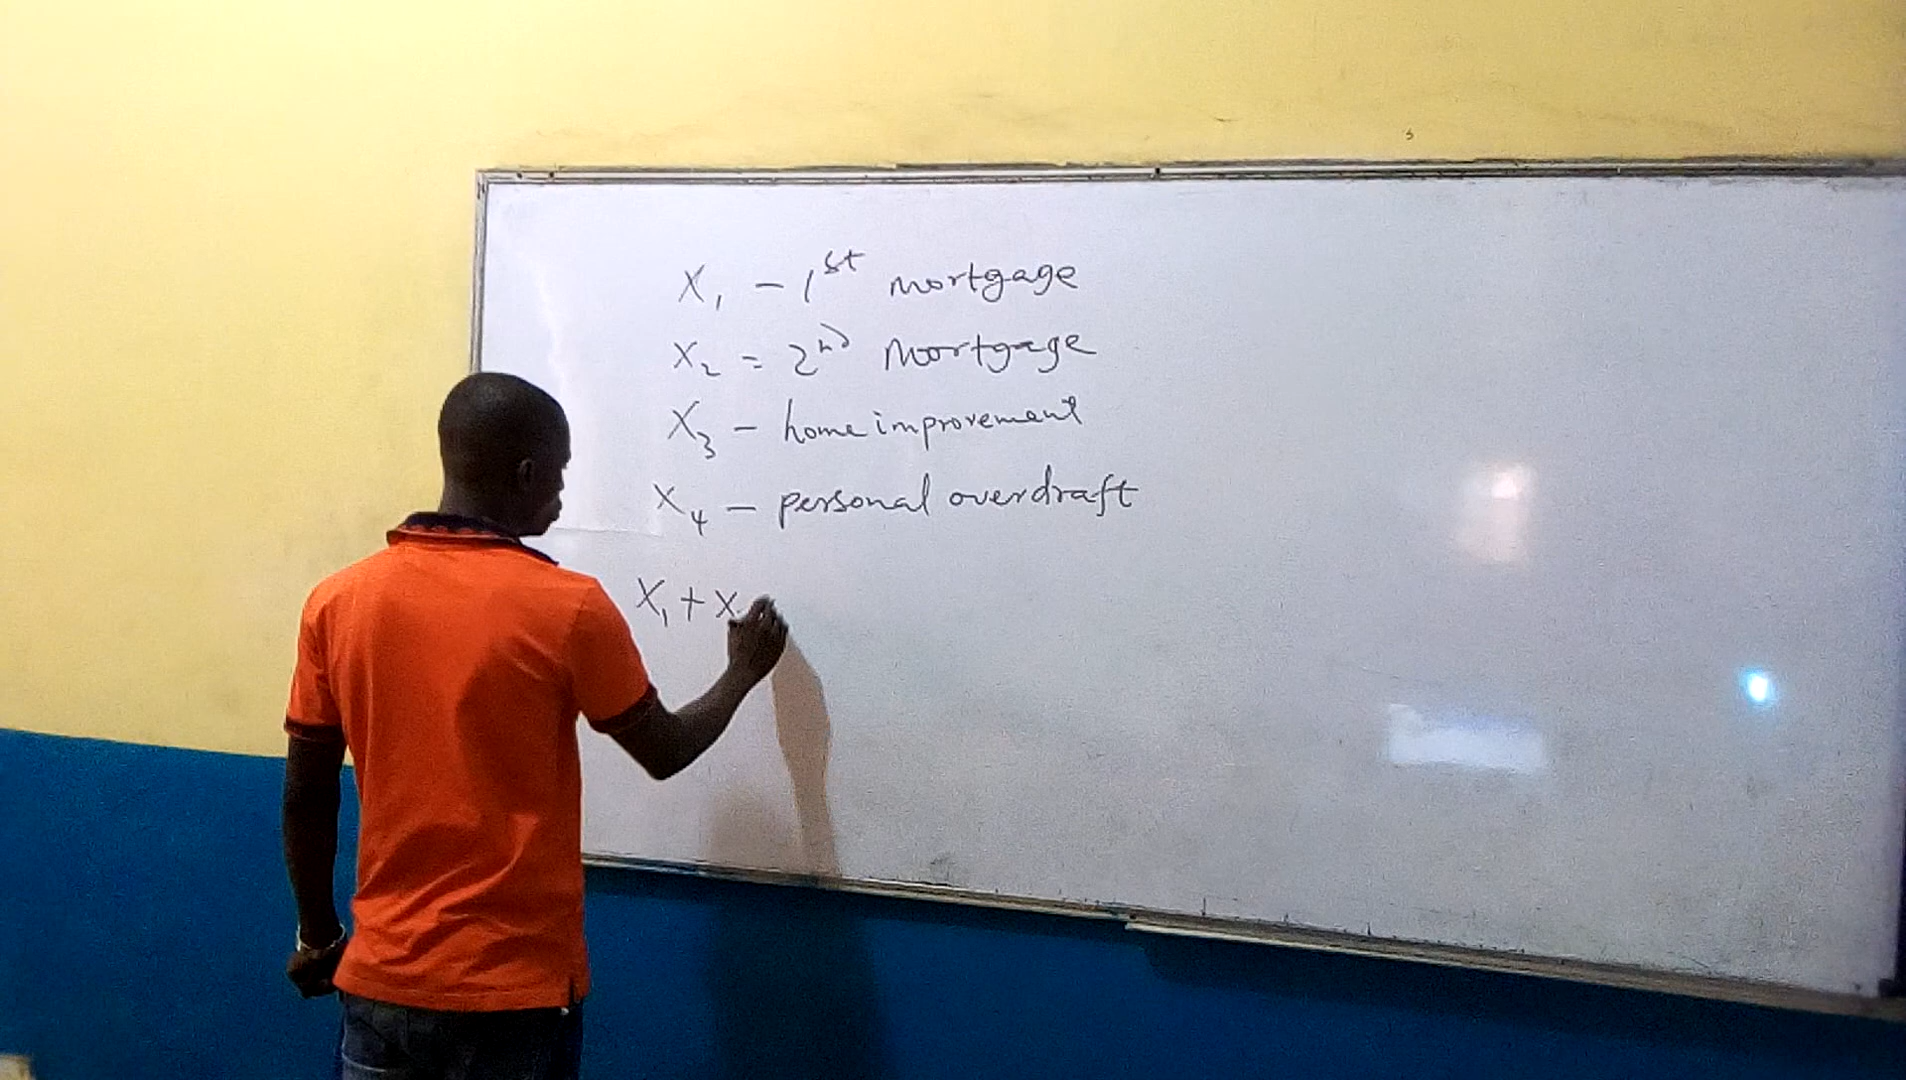 X₁ - 1st mortgage
X₂ = 2nd Mortgage
X₃ - home improvement
X₄ - personal overdraft
X₁ + X